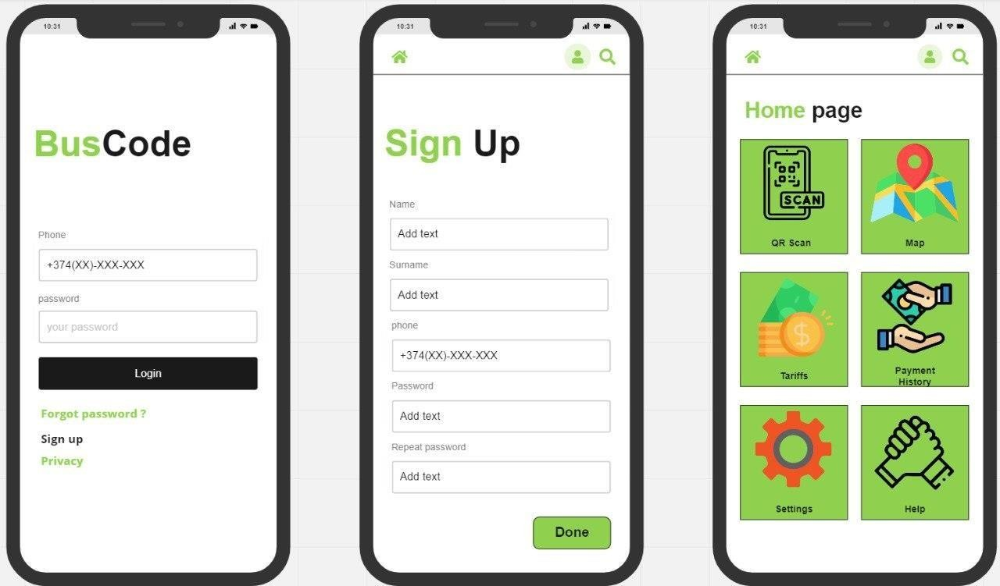 10:31
BusCode
Phone
+374(XX)-XXX-XXX
password
your password
Login
Forgot password ?
Sign up
Privacy
10:31
Sign Up
Name
Add text
Surname
Add text
phone
+374(XX)-XXX-XXX
Password
Add text
Repeat password
Add text
Done
10:31
Home page
SCAN
QR Scan
Map
Tariffs
Payment
History
Settings
Help